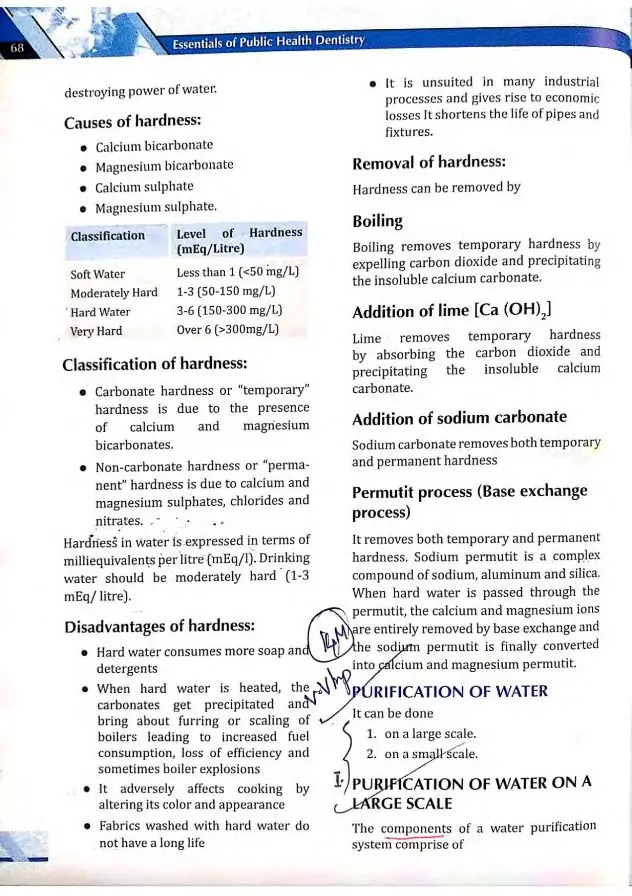 68
Essentials of Public Health Dentistry
destroying power of water.
Causes of hardness:
• Calcium bicarbonate
• Magnesium bicarbonate
• Calcium sulphate
• Magnesium sulphate.
Classification Level of Hardness
(mEq/Litre)
Soft Water Less than 1 (<50 mg/L)
Moderately Hard 1-3 (50-150 mg/L)
Hard Water 3-6 (150-300 mg/L)
Very Hard Over 6 (>300mg/L)
Classification of hardness:
• Carbonate hardness or "temporary"
hardness is due to the presence
of calcium and magnesium
bicarbonates.
• Non-carbonate hardness or "perma-
nent" hardness is due to calcium and
magnesium sulphates, chlorides and
nitrates.
Hardness in water is expressed in terms of
milliequivalents per litre (mEq/l). Drinking
water should be moderately hard (1-3
mEq/ litre).
Disadvantages of hardness:
• Hard water consumes more soap and
detergents
• When hard water is heated, the
carbonates get precipitated and
bring about furring or scaling of
boilers leading to increased fuel
consumption, loss of efficiency and
sometimes boiler explosions
• It adversely affects cooking by
altering its color and appearance
• Fabrics washed with hard water do
not have a long life
• It is unsuited in many industrial
processes and gives rise to economic
losses It shortens the life of pipes and
fixtures.
Removal of hardness:
Hardness can be removed by
Boiling
Boiling removes temporary hardness by
expelling carbon dioxide and precipitating
the insoluble calcium carbonate.
Addition of lime [Ca (OH)₂]
Lime removes temporary hardness
by absorbing the carbon dioxide and
precipitating the insoluble calcium
carbonate.
Addition of sodium carbonate
Sodium carbonate removes both temporary
and permanent hardness
Permutit process (Base exchange
process)
It removes both temporary and permanent
hardness. Sodium permutit is a complex
compound of sodium, aluminum and silica.
When hard water is passed through the
permutit, the calcium and magnesium ions
are entirely removed by base exchange and
the sodium permutit is finally converted
into calcium and magnesium permutit.
PURIFICATION OF WATER
It can be done
1. on a large scale.
2. on a small scale.
I. PURIFICATION OF WATER ON A
LARGE SCALE
The components of a water purification
system comprise of